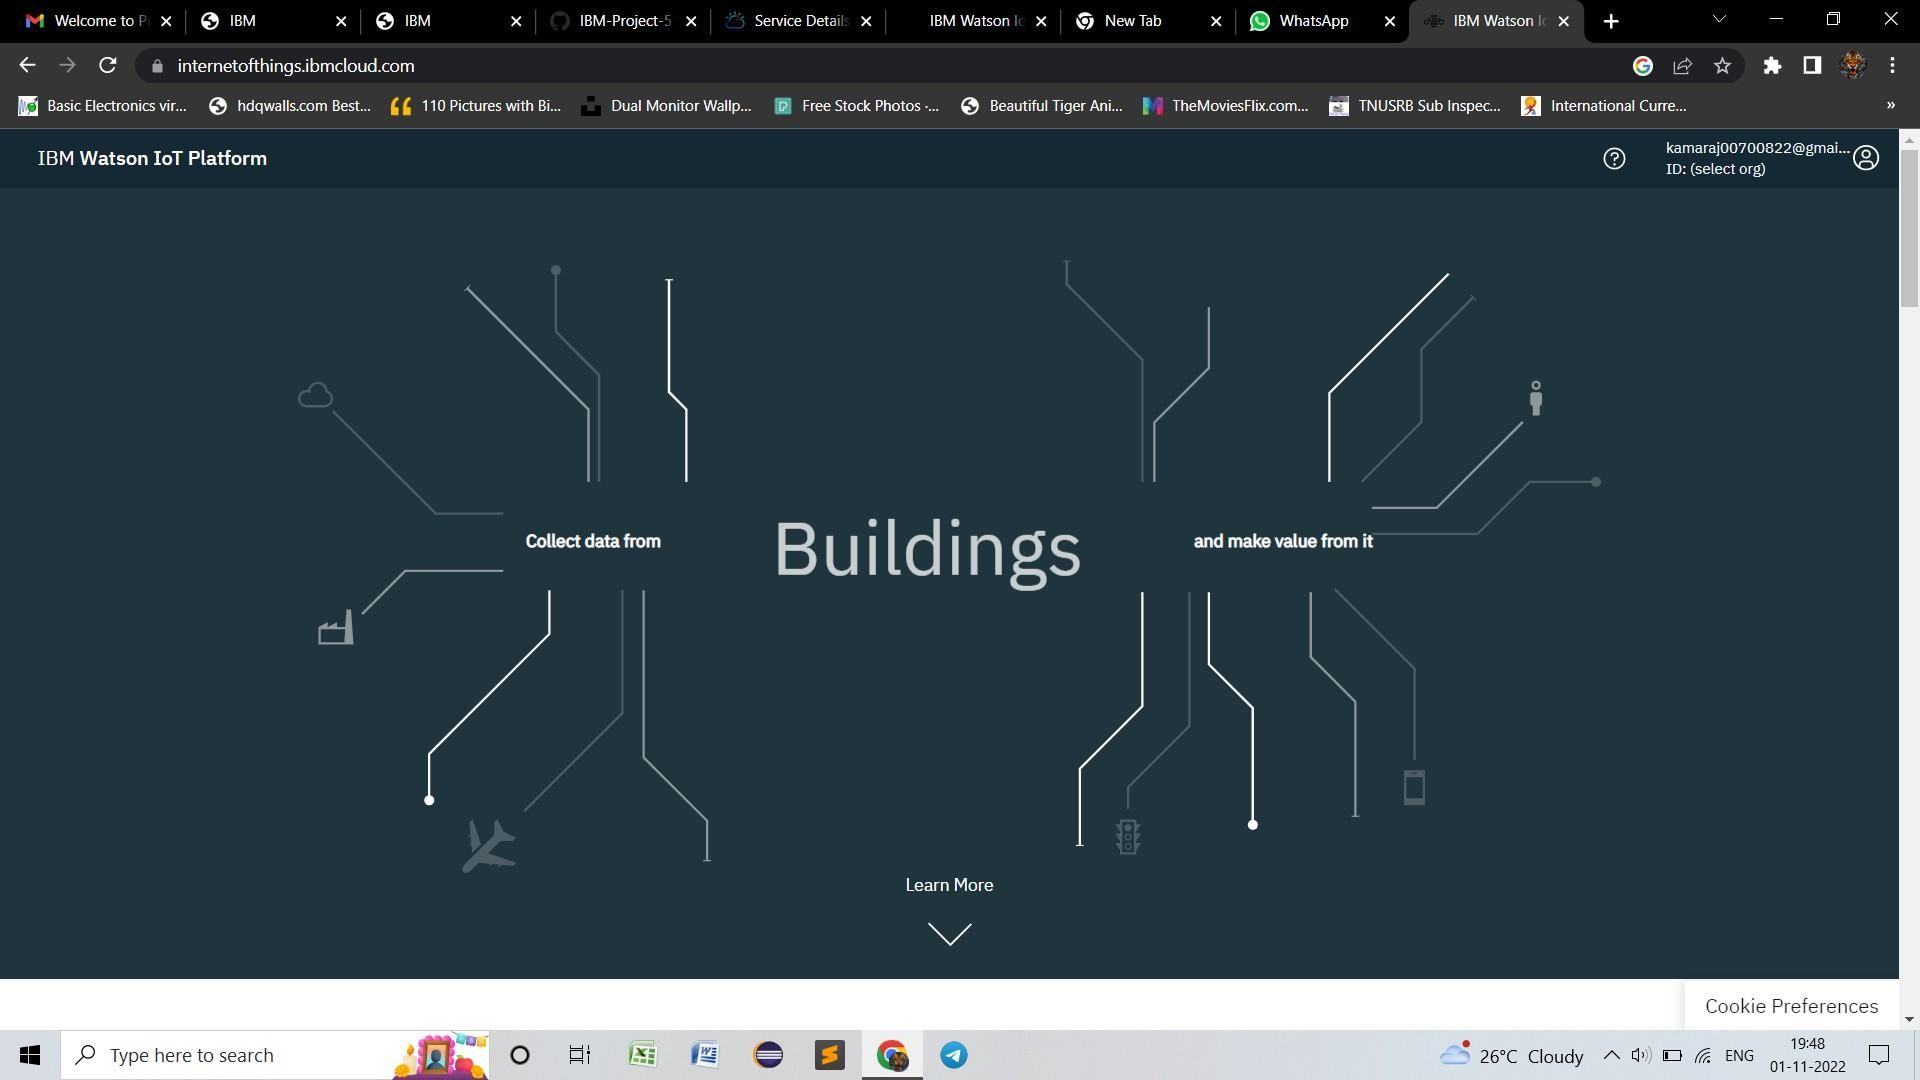 Welcome to P
IBM
IBM
IBM-Project-5
Service Details
IBM Watson Io
New Tab
WhatsApp
IBM Watson Io
internetofthings.ibmcloud.com
Basic Electronics vir...
hdqwalls.com Best...
110 Pictures with Bi...
Dual Monitor Wallp...
Free Stock Photos ·...
Beautiful Tiger Ani...
TheMoviesFlix.com...
TNUSRB Sub Inspec...
International Curre...
»
IBM Watson IoT Platform
kamaraj00700822@gmai...
ID: (select org)
Collect data from
Buildings
and make value from it
Learn More
Cookie Preferences
Type here to search
26°C Cloudy
ENG
19:48
01-11-2022